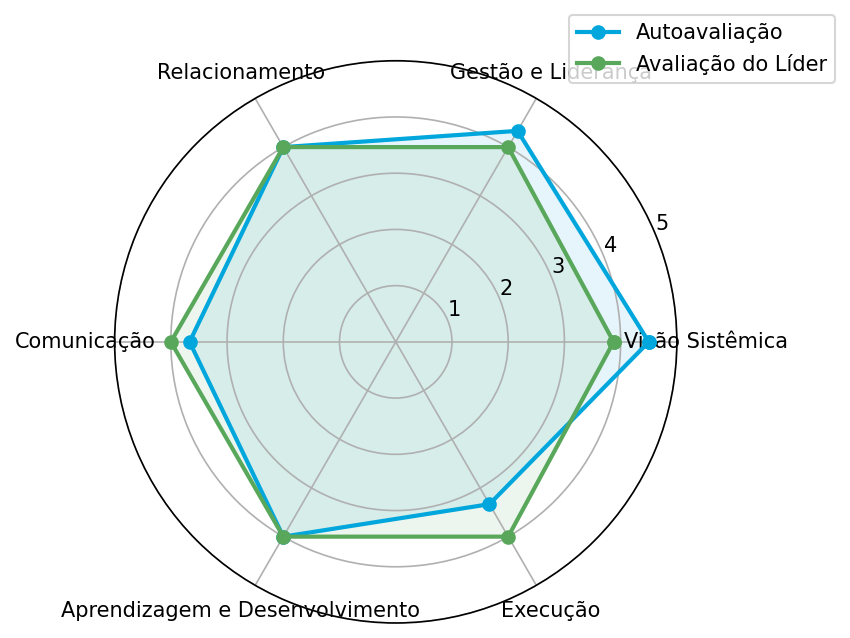 Autoavaliação
Avaliação do Líder
Relacionamento
Gestão e Liderança
5
4
3
2
1
Comunicação
Visão Sistêmica
Aprendizagem e Desenvolvimento
Execução